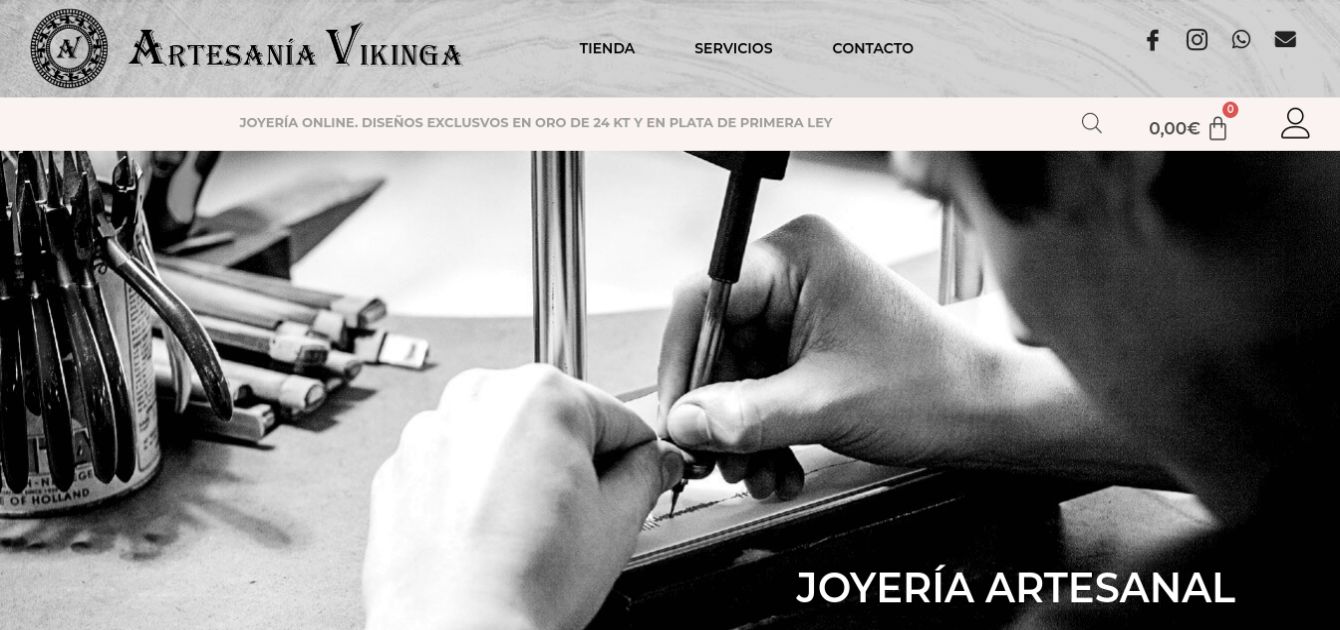 AV
ARTESANÍA VIKINGA
TIENDA
SERVICIOS
CONTACTO
JOYERÍA ONLINE. DISEÑOS EXCLUSVOS EN ORO DE 24 KT Y EN PLATA DE PRIMERA LEY
0,00€
0
OF HOLLAND
JOYERÍA ARTESANAL